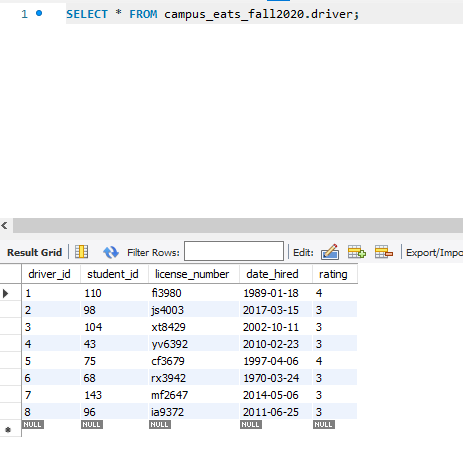 1 SELECT * FROM campus_eats_fall2020.driver;
Result Grid Filter Rows: Edit: Export/Impo
driver_id student_id license_number date_hired rating
1 110 fi3980 1989-01-18 4
2 98 js4003 2017-03-15 3
3 104 xt8429 2002-10-11 3
4 43 yv6392 2010-02-23 3
5 75 cf3679 1997-04-06 4
6 68 rx3942 1970-03-24 3
7 143 mf2647 2014-05-06 3
8 96 ia9372 2011-06-25 3
NULL NULL NULL NULL NULL